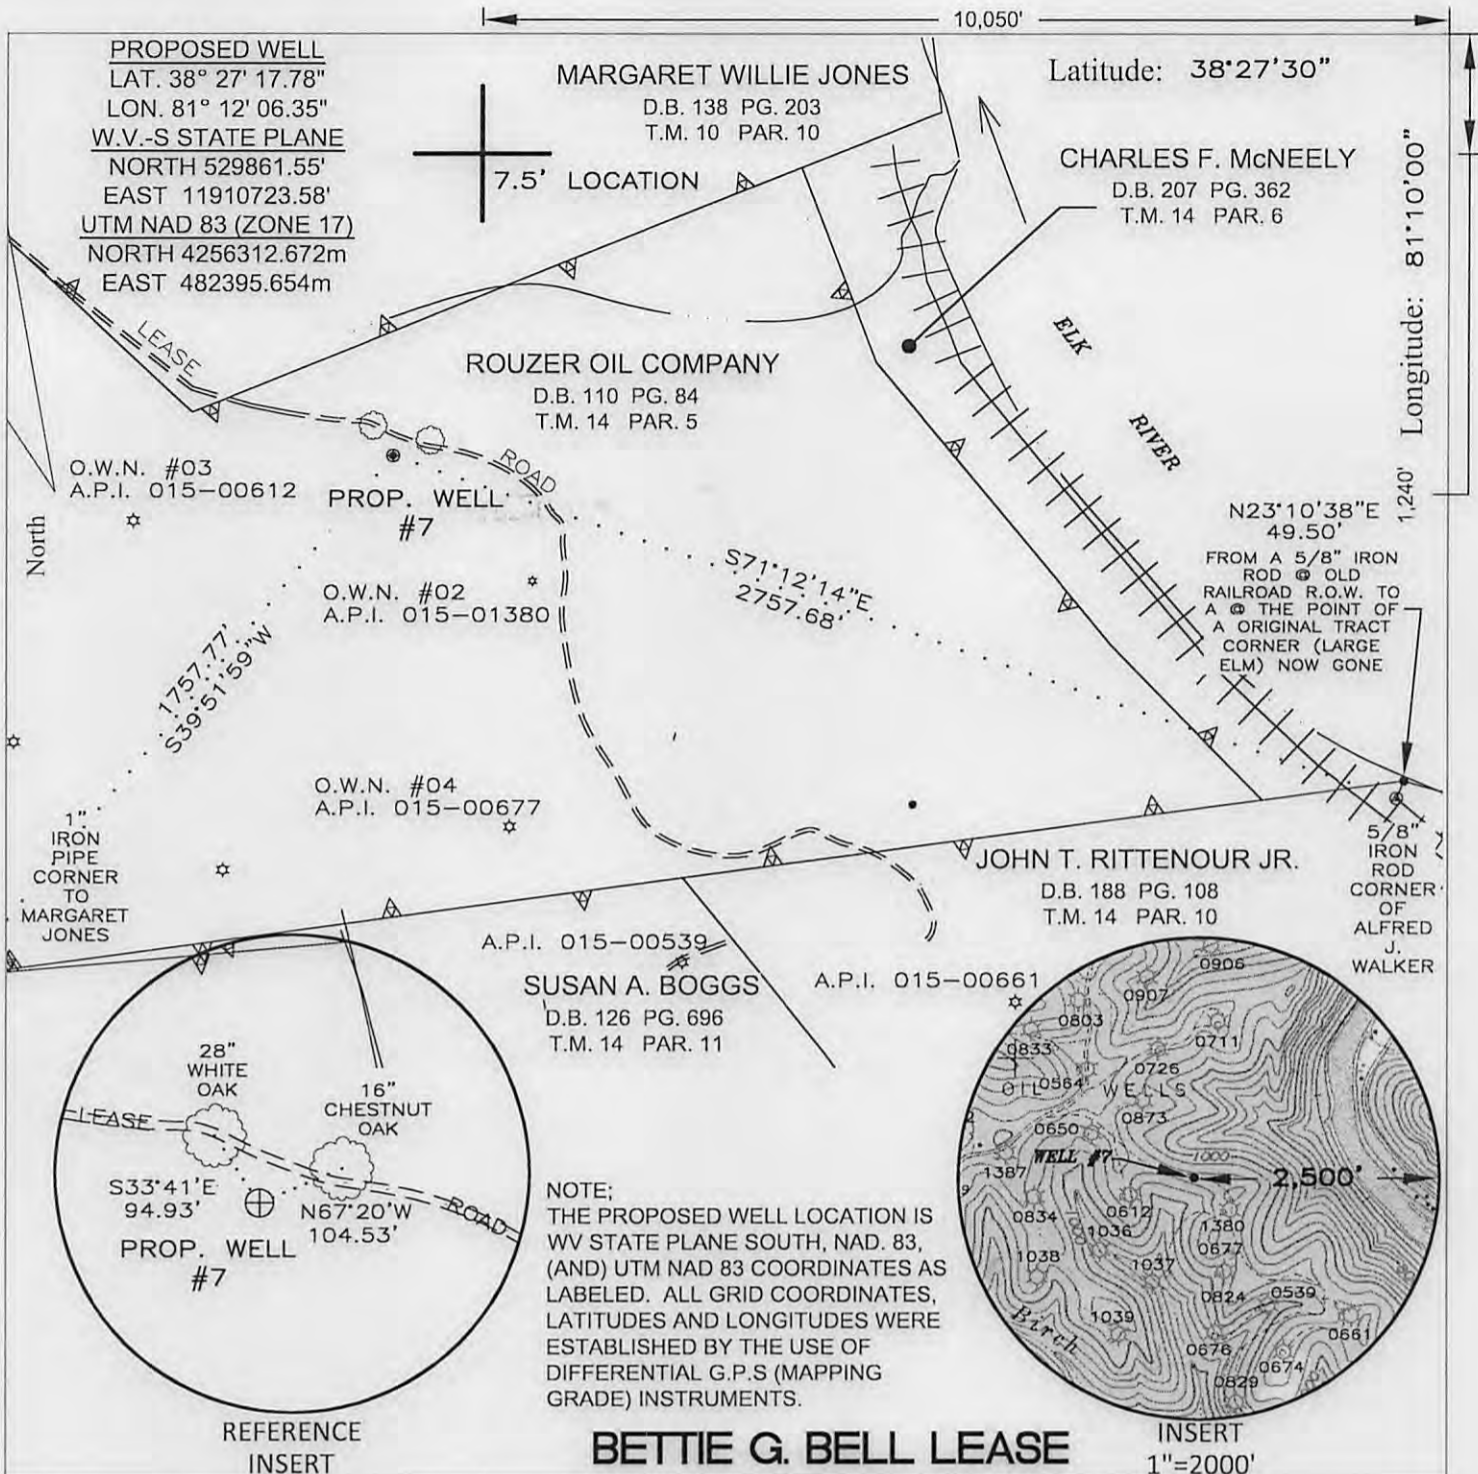 10,050'
PROPOSED WELL
LAT. 38° 27' 17.78"
LON. 81° 12' 06.35"
W.V.-S STATE PLANE
NORTH 529861.55'
EAST 11910723.58'
UTM NAD 83 (ZONE 17)
NORTH 4256312.672m
EAST 482395.654m
MARGARET WILLIE JONES
D.B. 138 PG. 203
T.M. 10 PAR. 10
7.5' LOCATION
Latitude: 38°27'30"
CHARLES F. McNEELY
D.B. 207 PG. 362
T.M. 14 PAR. 6
Longitude: 81°10'00"
1,240'
LEASE
ROUZER OIL COMPANY
D.B. 110 PG. 84
T.M. 14 PAR. 5
ELK
RIVER
ROAD
O.W.N. #03
A.P.I. 015-00612
PROP. WELL
#7
North
N23°10'38"E
49.50'
FROM A 5/8" IRON
ROD @ OLD
RAILROAD R.O.W. TO
A @ THE POINT OF
A ORIGINAL TRACT
CORNER (LARGE
ELM) NOW GONE
O.W.N. #02
A.P.I. 015-01380
S71°12'14"E
2757.68'
1757.77'
S39°51'59"W
O.W.N. #04
A.P.I. 015-00677
1"
IRON
PIPE
CORNER
TO
MARGARET
JONES
JOHN T. RITTENOUR JR.
D.B. 188 PG. 108
T.M. 14 PAR. 10
5/8"
IRON
ROD
CORNER
OF
ALFRED
J.
WALKER
A.P.I. 015-00539
SUSAN A. BOGGS
D.B. 126 PG. 696
T.M. 14 PAR. 11
A.P.I. 015-00661
28"
WHITE
OAK
16"
CHESTNUT
OAK
LEASE
S33°41'E
94.93'
N67°20'W
104.53'
ROAD
PROP. WELL
#7
REFERENCE
INSERT
NOTE;
THE PROPOSED WELL LOCATION IS
WV STATE PLANE SOUTH, NAD. 83,
(AND) UTM NAD 83 COORDINATES AS
LABELED. ALL GRID COORDINATES,
LATITUDES AND LONGITUDES WERE
ESTABLISHED BY THE USE OF
DIFFERENTIAL G.P.S (MAPPING
GRADE) INSTRUMENTS.
BETTIE G. BELL LEASE
0906
0907
0803
0711
0833
0726
OIL WELLS
0564
0873
0650
1387
WELL #7
1000
2,500'
0834
0612
1380
1036
1000
0677
1038
1037
0824
0539
1039
0661
Birch
0676
0674
0829
INSERT
1"=2000'